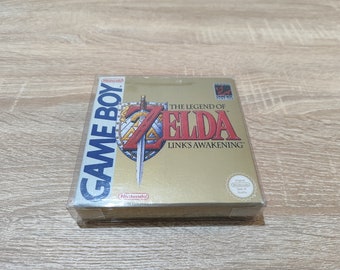 GAME BOY
THE LEGEND OF
ZELDA
LINK'S AWAKENING
Nintendo